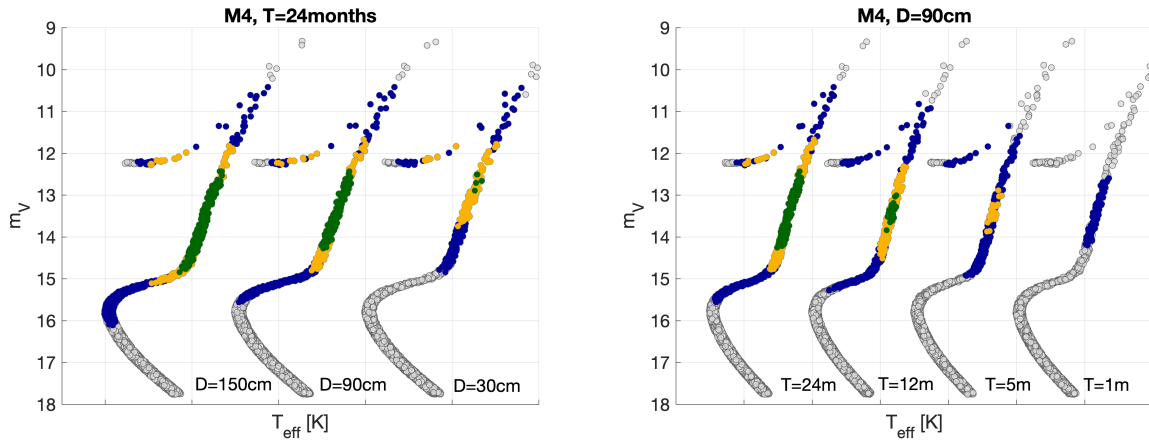 M4, T=24months
9
10
11
12
13
14
15
16
17
18
m_V
D=150cm
D=90cm
D=30cm
T_eff [K]
M4, D=90cm
9
10
11
12
13
14
15
16
17
18
m_V
T=24m
T=12m
T=5m
T=1m
T_eff [K]